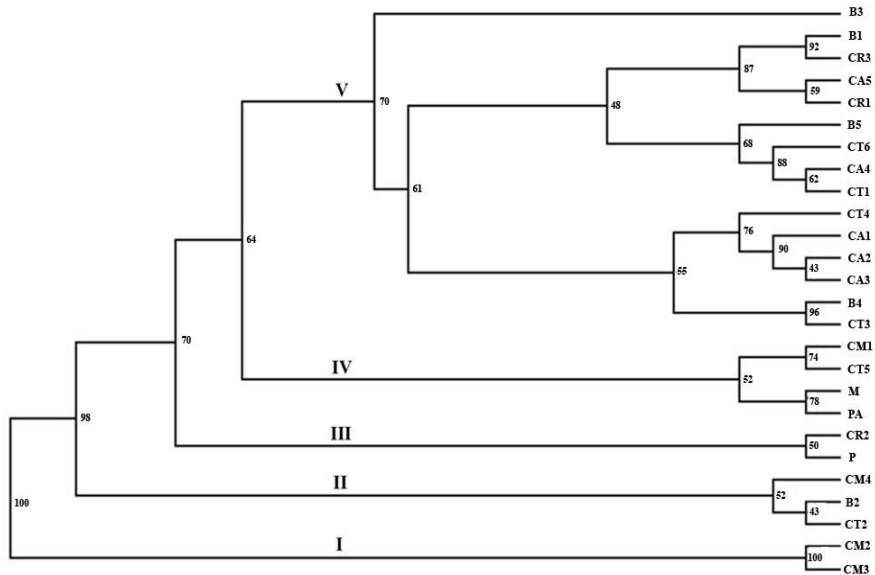 B3
B1
92
CR3
87
CA5
59
CR1
V
70
48
B5
68
CT6
88
CA4
62
CT1
61
CT4
76
CA1
90
CA2
43
CA3
64
55
B4
96
CT3
70
CM1
74
CT5
IV
52
M
78
PA
98
III
CR2
50
P
II
CM4
52
B2
43
CT2
100
I
CM2
100
CM3